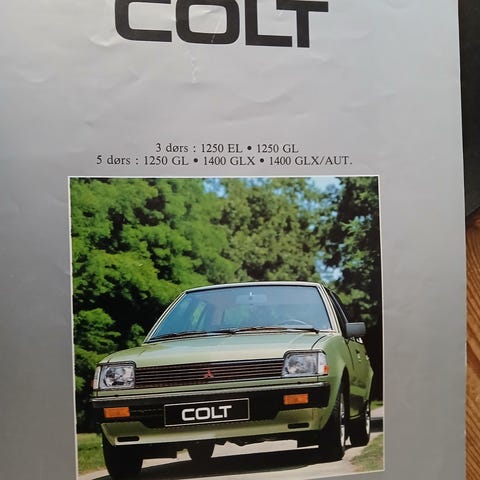 COLT
3 dørs : 1250 EL • 1250 GL
5 dørs : 1250 GL • 1400 GLX • 1400 GLX/AUT.
COLT